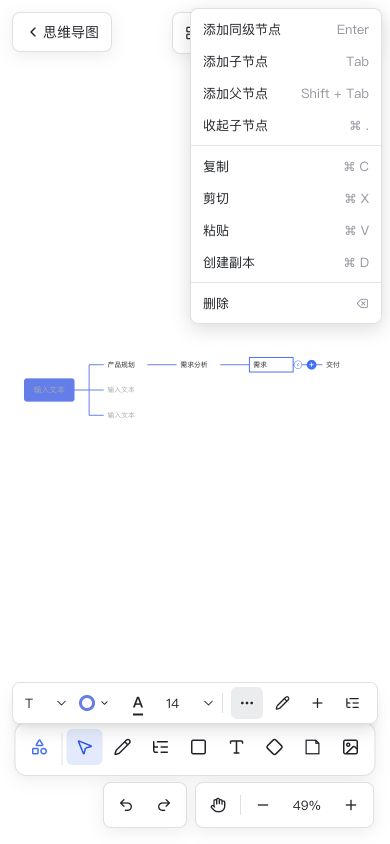 思维导图
添加同级节点 Enter
添加子节点 Tab
添加父节点 Shift + Tab
收起子节点 ⌘ .
复制 ⌘ C
剪切 ⌘ X
粘贴 ⌘ V
创建副本 ⌘ D
删除
产品规划 需求分析 需求 交付
输入文本 输入文本
输入文本
T A 14
49%